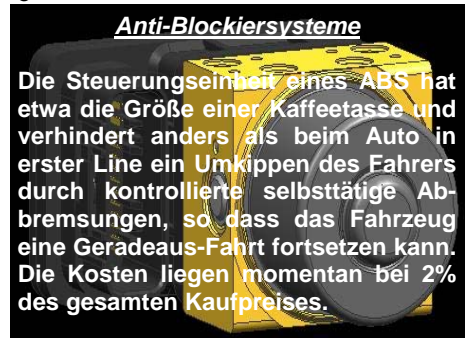 Anti-Blockiersysteme
Die Steuerungseinheit eines ABS hat
etwa die Größe einer Kaffeetasse und
verhindert anders als beim Auto in
erster Line ein Umkippen des Fahrers
durch kontrollierte selbsttätige Ab-
bremsungen, so dass das Fahrzeug
eine Geradeaus-Fahrt fortsetzen kann.
Die Kosten liegen momentan bei 2%
des gesamten Kaufpreises.